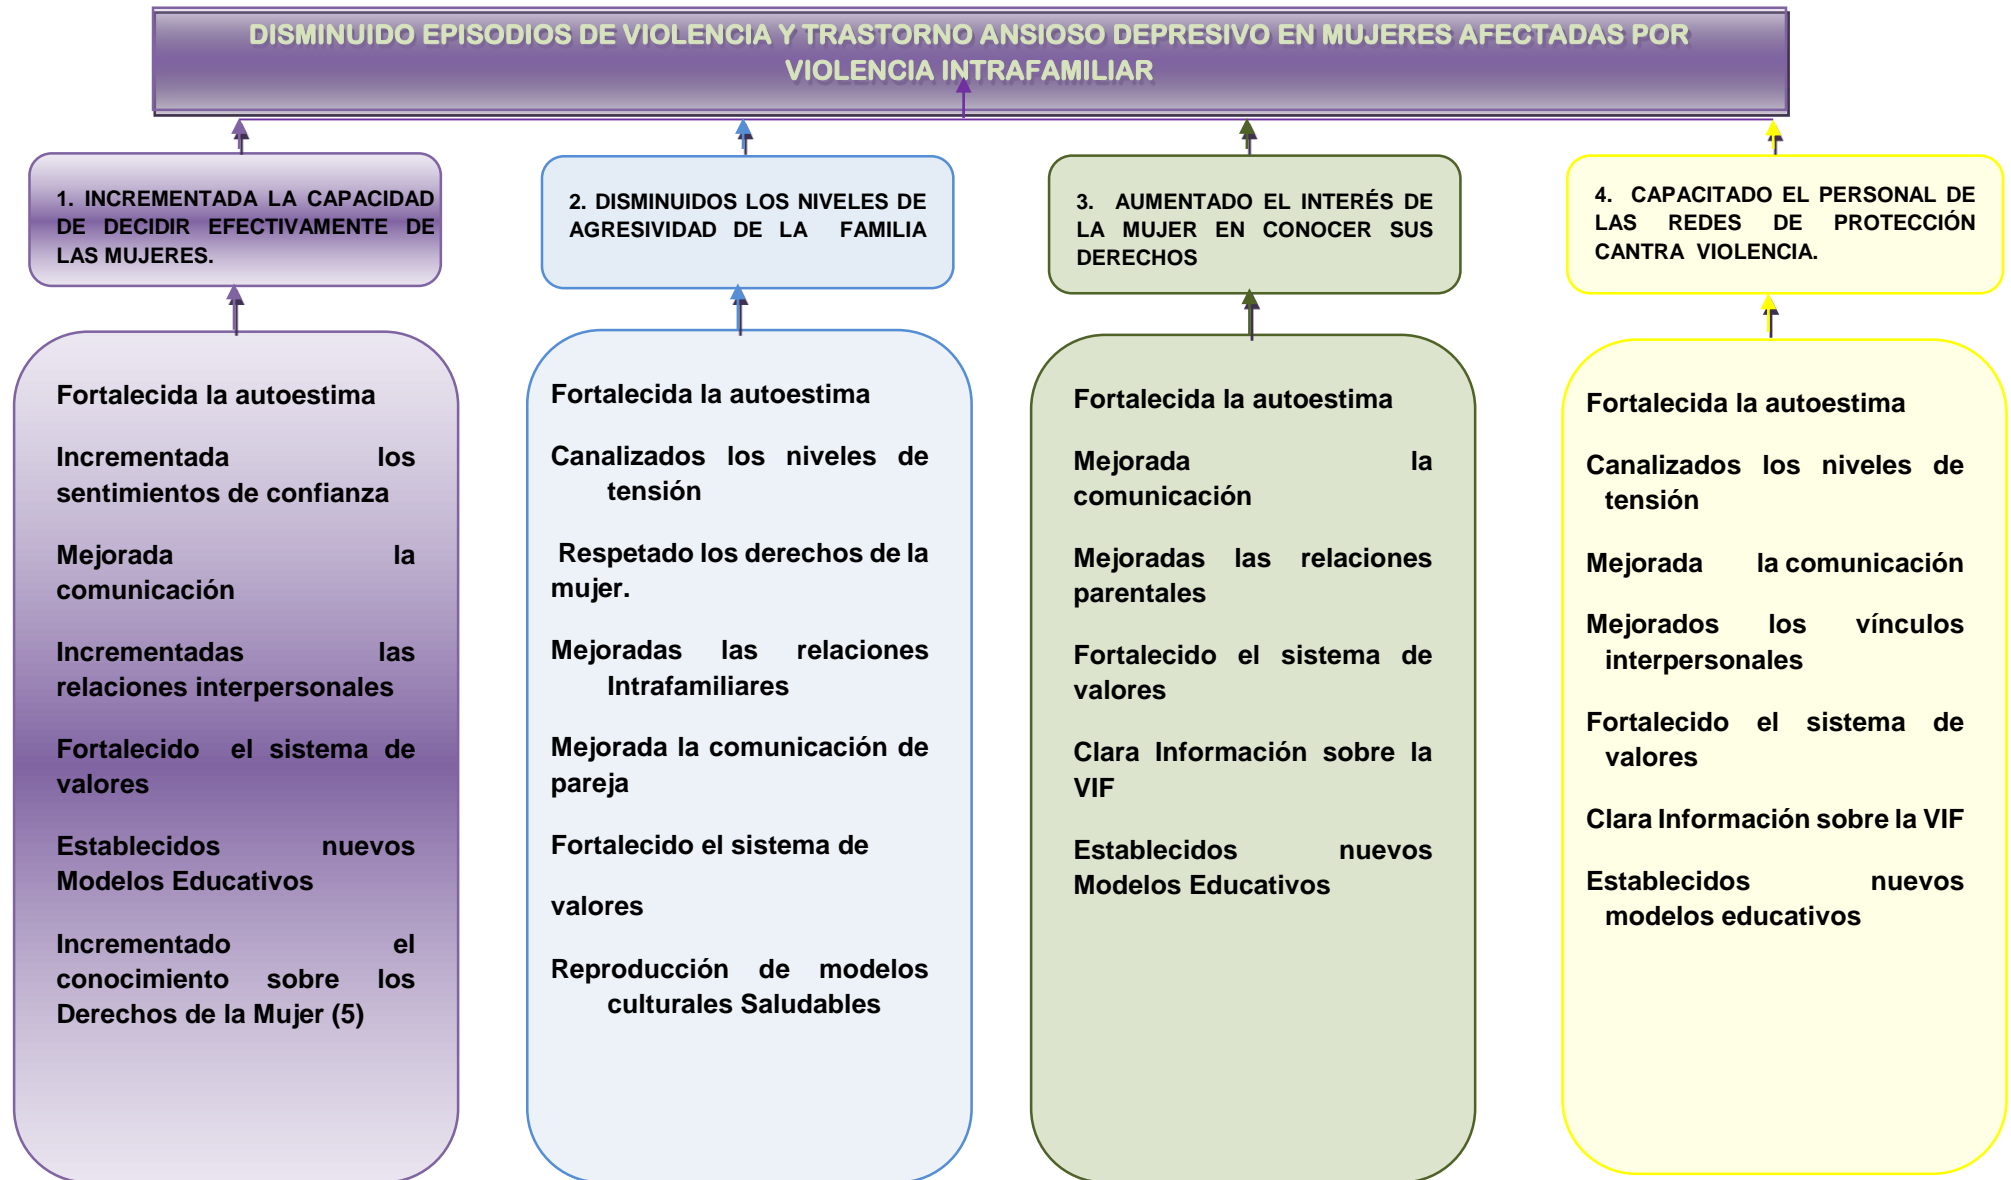 DISMINUIDO EPISODIOS DE VIOLENCIA Y TRASTORNO ANSIOSO DEPRESIVO EN MUJERES AFECTADAS POR
VIOLENCIA INTRAFAMILIAR
1. INCREMENTADA LA CAPACIDAD
DE DECIDIR EFECTIVAMENTE DE
LAS MUJERES.
2. DISMINUIDOS LOS NIVELES DE
AGRESIVIDAD DE LA FAMILIA
3. AUMENTADO EL INTERÉS DE
LA MUJER EN CONOCER SUS
DERECHOS
4. CAPACITADO EL PERSONAL DE
LAS REDES DE PROTECCIÓN
CANTRA VIOLENCIA.
Fortalecida la autoestima
Incrementada los
sentimientos de confianza
Mejorada la
comunicación
Incrementadas las
relaciones interpersonales
Fortalecido el sistema de
valores
Establecidos nuevos
Modelos Educativos
Incrementado el
conocimiento sobre los
Derechos de la Mujer (5)
Fortalecida la autoestima
Canalizados los niveles de
tensión
Respetado los derechos de la
mujer.
Mejoradas las relaciones
Intrafamiliares
Mejorada la comunicación de
pareja
Fortalecido el sistema de
valores
Reproducción de modelos
culturales Saludables
Fortalecida la autoestima
Mejorada la
comunicación
Mejoradas las relaciones
parentales
Fortalecido el sistema de
valores
Clara Información sobre la
VIF
Establecidos nuevos
Modelos Educativos
Fortalecida la autoestima
Canalizados los niveles de
tensión
Mejorada la comunicación
Mejorados los vínculos
interpersonales
Fortalecido el sistema de
valores
Clara Información sobre la VIF
Establecidos nuevos
modelos educativos